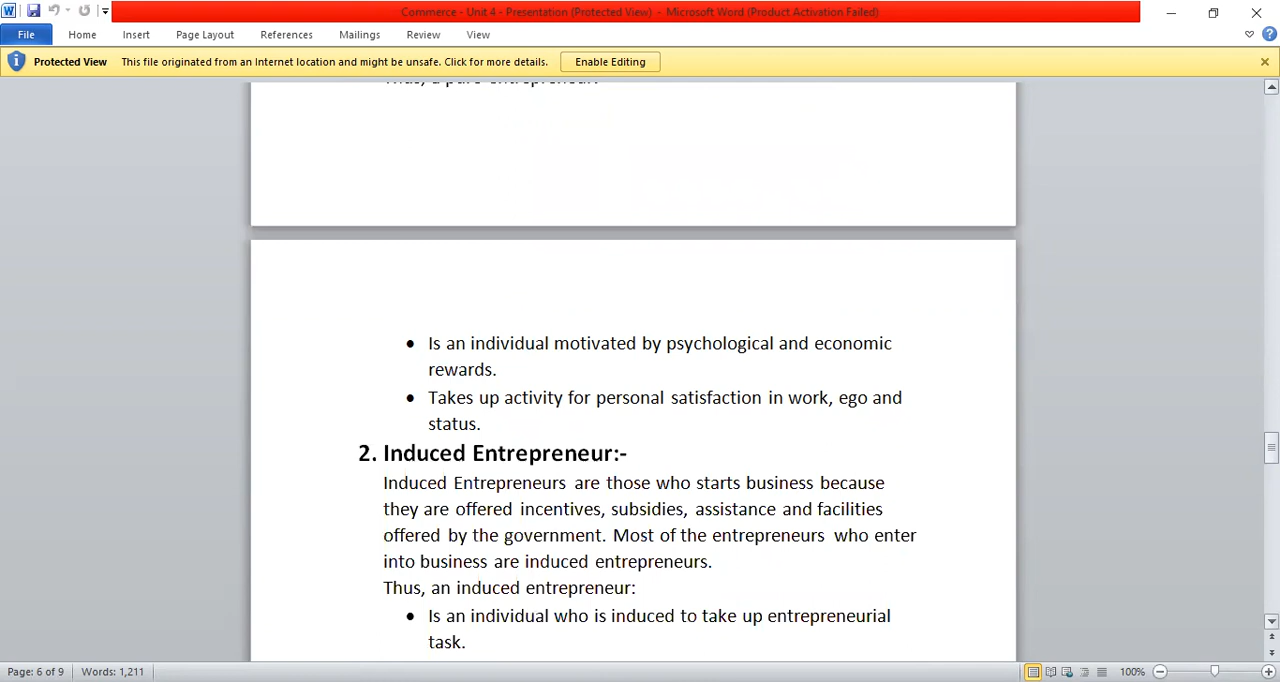 Commerce - Unit 4 - Presentation (Protected View) - Microsoft Word (Product Activation Failed)
File Home Insert Page Layout References Mailings Review View
Protected View This file originated from an Internet location and might be unsafe. Click for more details. Enable Editing
Thus, a pure entrepreneur:
• Is an individual motivated by psychological and economic
rewards.
• Takes up activity for personal satisfaction in work, ego and
status.
2. Induced Entrepreneur:-
Induced Entrepreneurs are those who starts business because
they are offered incentives, subsidies, assistance and facilities
offered by the government. Most of the entrepreneurs who enter
into business are induced entrepreneurs.
Thus, an induced entrepreneur:
• Is an individual who is induced to take up entrepreneurial
task.
Page: 6 of 9 Words: 1,211 100%